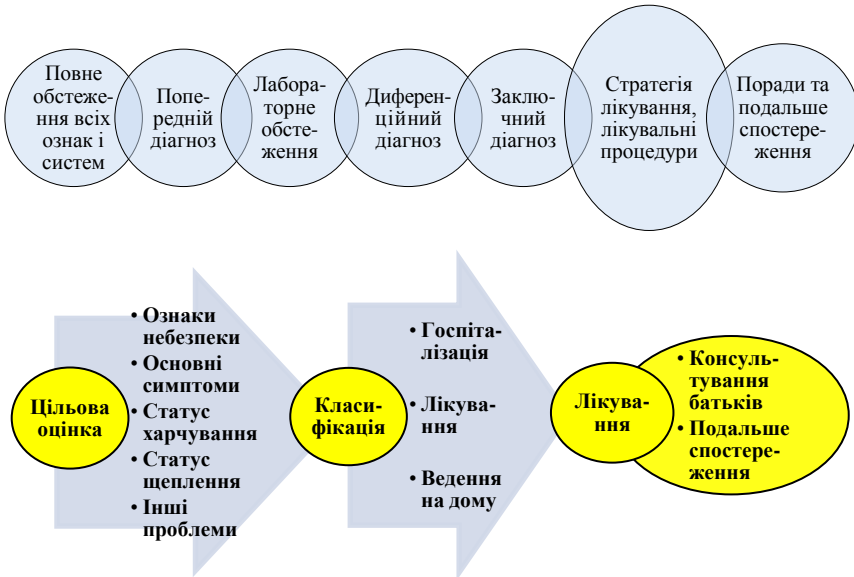 Повне
обстеже-
ння всіх
ознак і
систем
Попе-
редній
діагноз
Лабора-
торне
обсте-
ження
Диферен-
ційний
діагноз
Заклю-
чний
діагноз
Стратегія
лікування,
лікувальні
процедури
Поради та
подальше
спостере-
ження
Цільова
оцінка
• Ознаки
небезпеки
• Основні
симптоми
• Статус
харчування
• Статус
щеплення
• Інші
проблеми
Класи-
фікація
• Госпіта-
лізація
• Лікува-
ння
• Ведення
на дому
Лікува-
ння
• Консуль-
тування
батьків
• Подальше
спостере-
ження